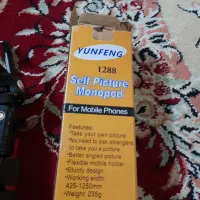 YUNFENG
1288
Self Picture
Monopod
For Mobile Phones
Features:
•Take your own picture
•No need to ask strangers
to take you a picture
•Better angled picture
•Flexible mobile holder
•Sturdy design
•Working width:
425-1250mm
•Weight: 235g